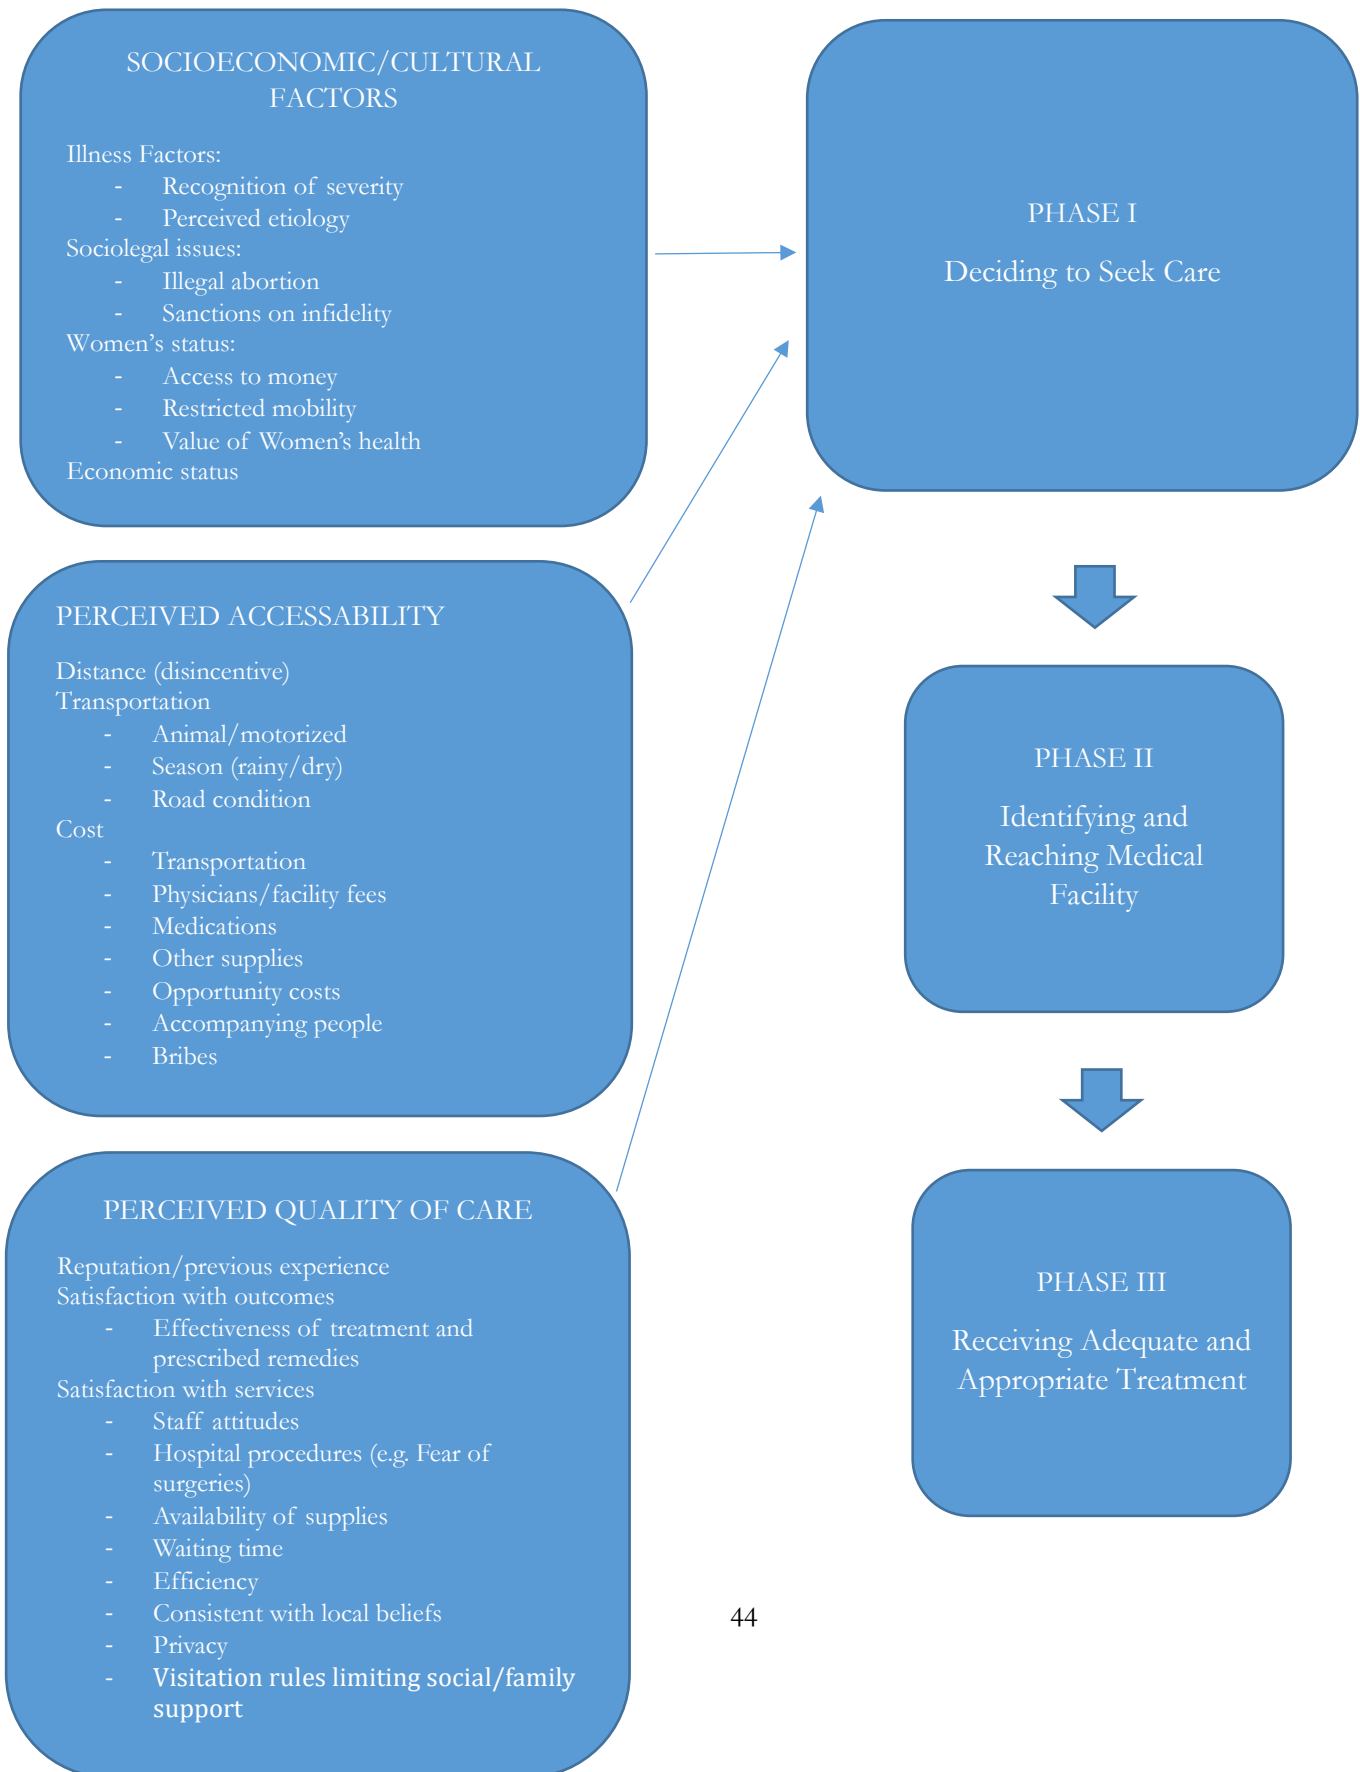 SOCIOECONOMIC/CULTURAL
FACTORS
Illness Factors:
- Recognition of severity
- Perceived etiology
Sociolegal issues:
- Illegal abortion
- Sanctions on infidelity
Women's status:
- Access to money
- Restricted mobility
- Value of Women's health
Economic status
PERCEIVED ACCESSABILITY
Distance (disincentive)
Transportation
- Animal/motorized
- Season (rainy/dry)
- Road condition
Cost
- Transportation
- Physicians/facility fees
- Medications
- Other supplies
- Opportunity costs
- Accompanying people
- Bribes
PERCEIVED QUALITY OF CARE
Reputation/previous experience
Satisfaction with outcomes
- Effectiveness of treatment and
prescribed remedies
Satisfaction with services
- Staff attitudes
- Hospital procedures (e.g. Fear of
surgeries)
- Availability of supplies
- Waiting time
- Efficiency
- Consistent with local beliefs
- Privacy
- Visitation rules limiting social/family
support
PHASE I
Deciding to Seek Care
PHASE II
Identifying and
Reaching Medical
Facility
PHASE III
Receiving Adequate and
Appropriate Treatment
44